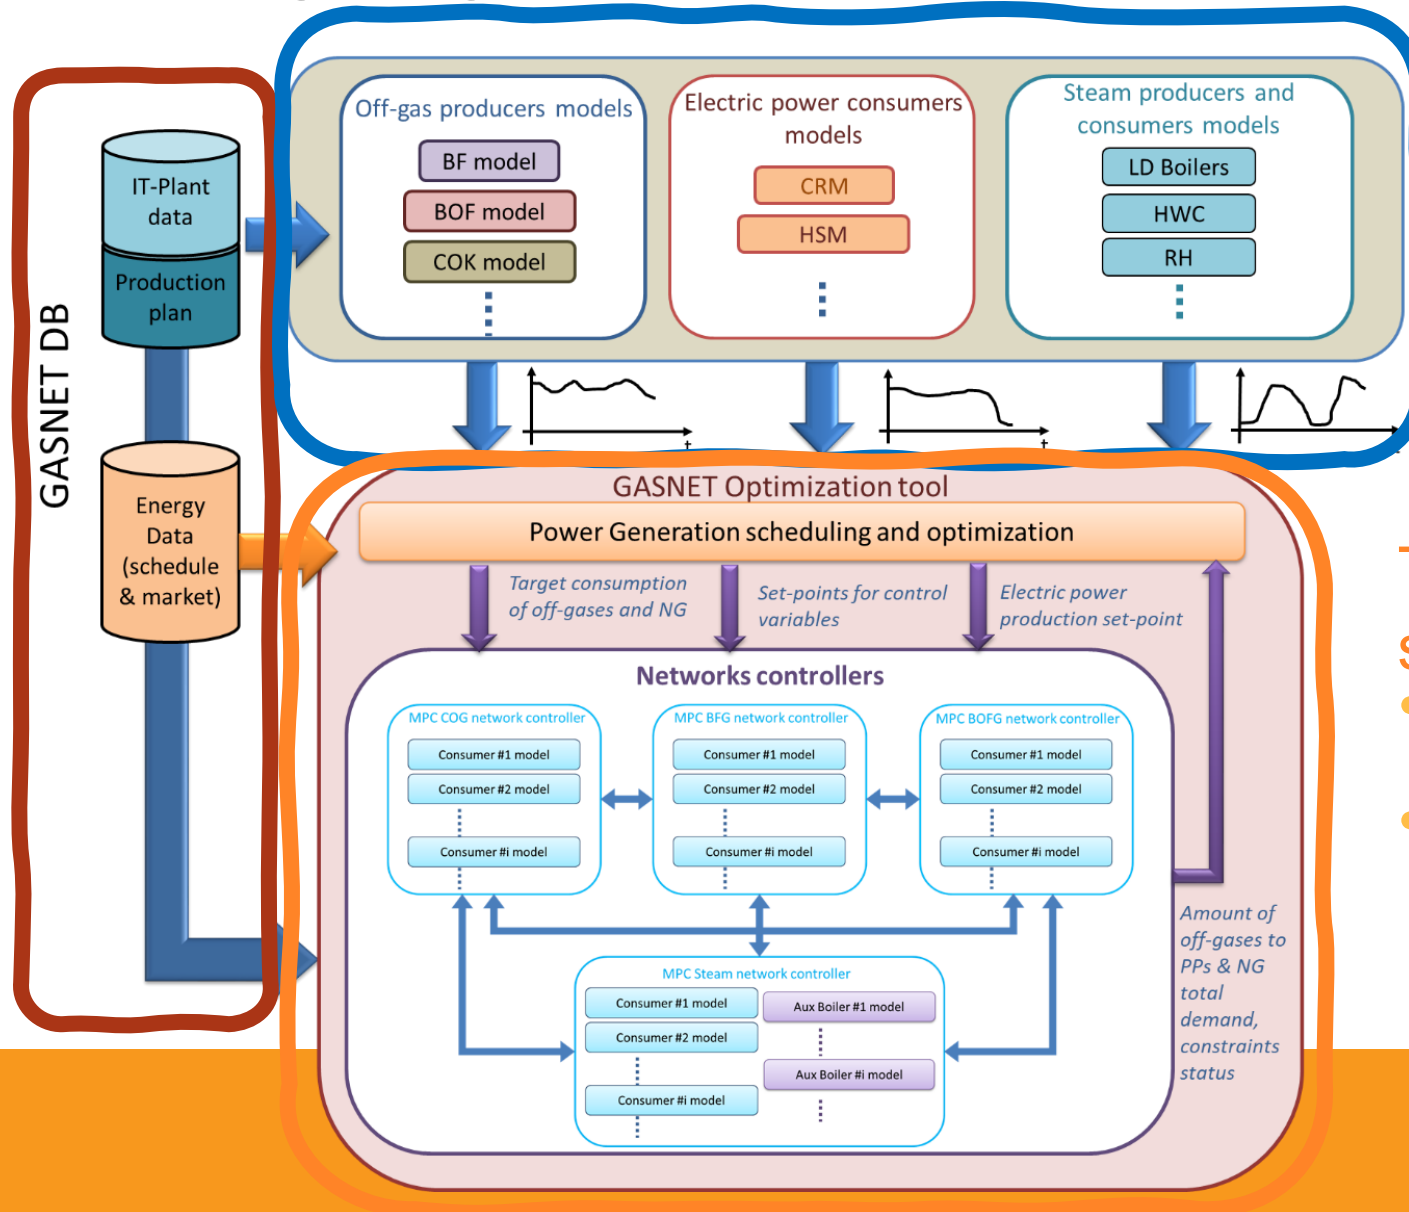 GASNET DB
IT-Plant
data
Production
plan
Energy
Data
(schedule
& market)
Off-gas producers models
BF model
BOF model
COK model
Electric power consumers
models
CRM
HSM
Steam producers and
consumers models
LD Boilers
HWC
RH
t
t
GASNET Optimization tool
Power Generation scheduling and optimization
Target consumption
of off-gases and NG
Set-points for control
variables
Electric power
production set-point
Networks controllers
MPC COG network controller
Consumer #1 model
Consumer #2 model
Consumer #i model
MPC BFG network controller
Consumer #1 model
Consumer #2 model
Consumer #i model
MPC BOFG network controller
Consumer #1 model
Consumer #2 model
Consumer #i model
MPC Steam network controller
Consumer #1 model
Consumer #2 model
Consumer #i model
Aux Boiler #1 model
Aux Boiler #i model
Amount of
off-gases to
PPs & NG
total
demand,
constraints
status